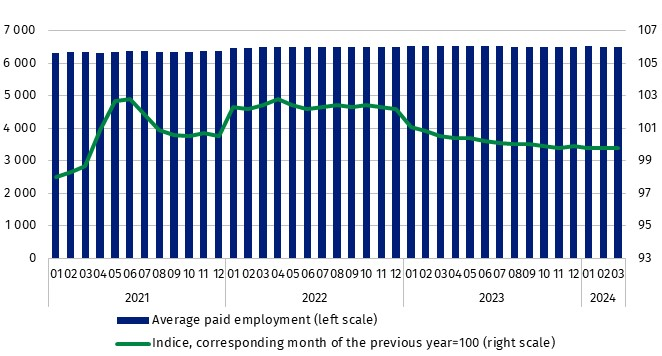 7 000 107
6 000 105
5 000 103
4 000 101
3 000 99
2 000 97
1 000 95
0 93
01 02 03 04 05 06 07 08 09 10 11 12 01 02 03 04 05 06 07 08 09 10 11 12 01 02 03 04 05 06 07 08 09 10 11 12 01 02 03
2021 2022 2023 2024
Average paid employment (left scale)
Indice, corresponding month of the previous year=100 (right scale)